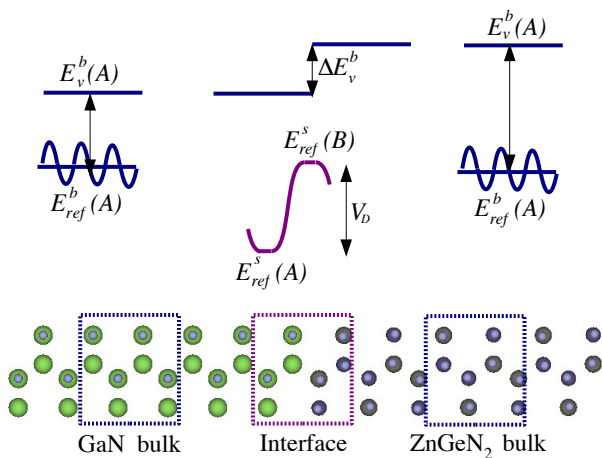 E_v^b(A)
E_v^b(A)
ΔE_v^b
E_ref^s(B)
E_ref^b(A)
V_D
E_ref^b(A)
E_ref^s(A)
GaN bulk
Interface
ZnGeN₂ bulk